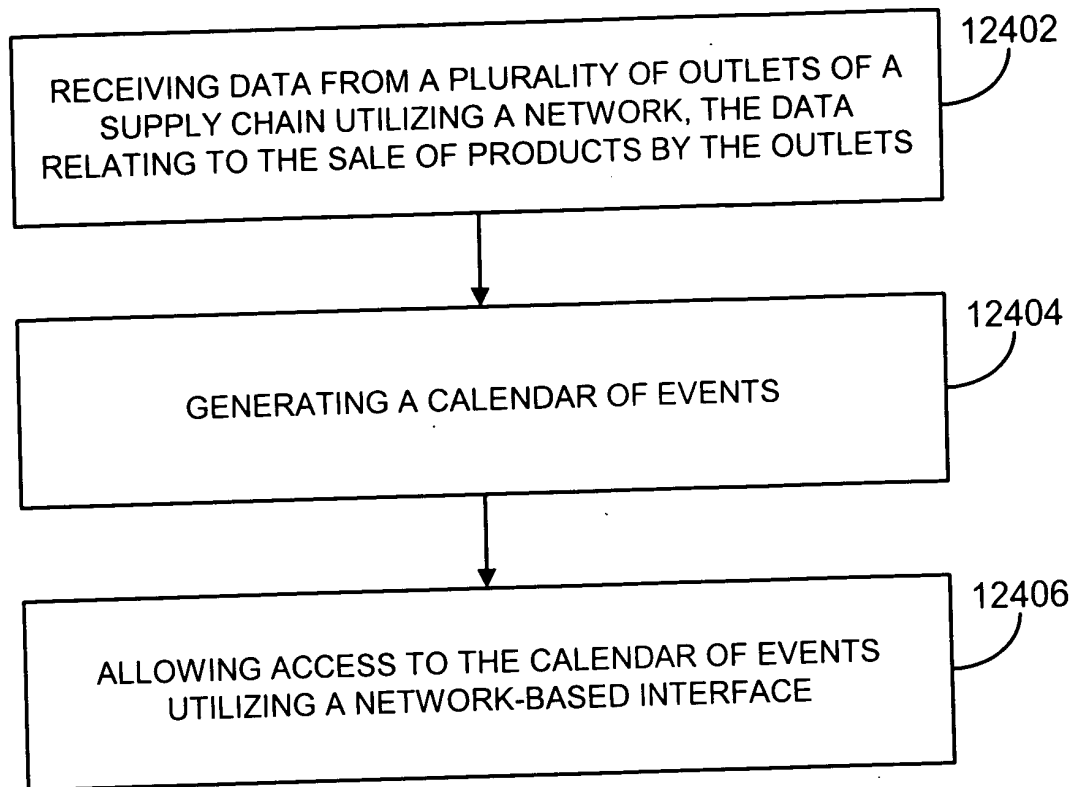 12402
RECEIVING DATA FROM A PLURALITY OF OUTLETS OF A
SUPPLY CHAIN UTILIZING A NETWORK, THE DATA
RELATING TO THE SALE OF PRODUCTS BY THE OUTLETS
12404
GENERATING A CALENDAR OF EVENTS
12406
ALLOWING ACCESS TO THE CALENDAR OF EVENTS
UTILIZING A NETWORK-BASED INTERFACE